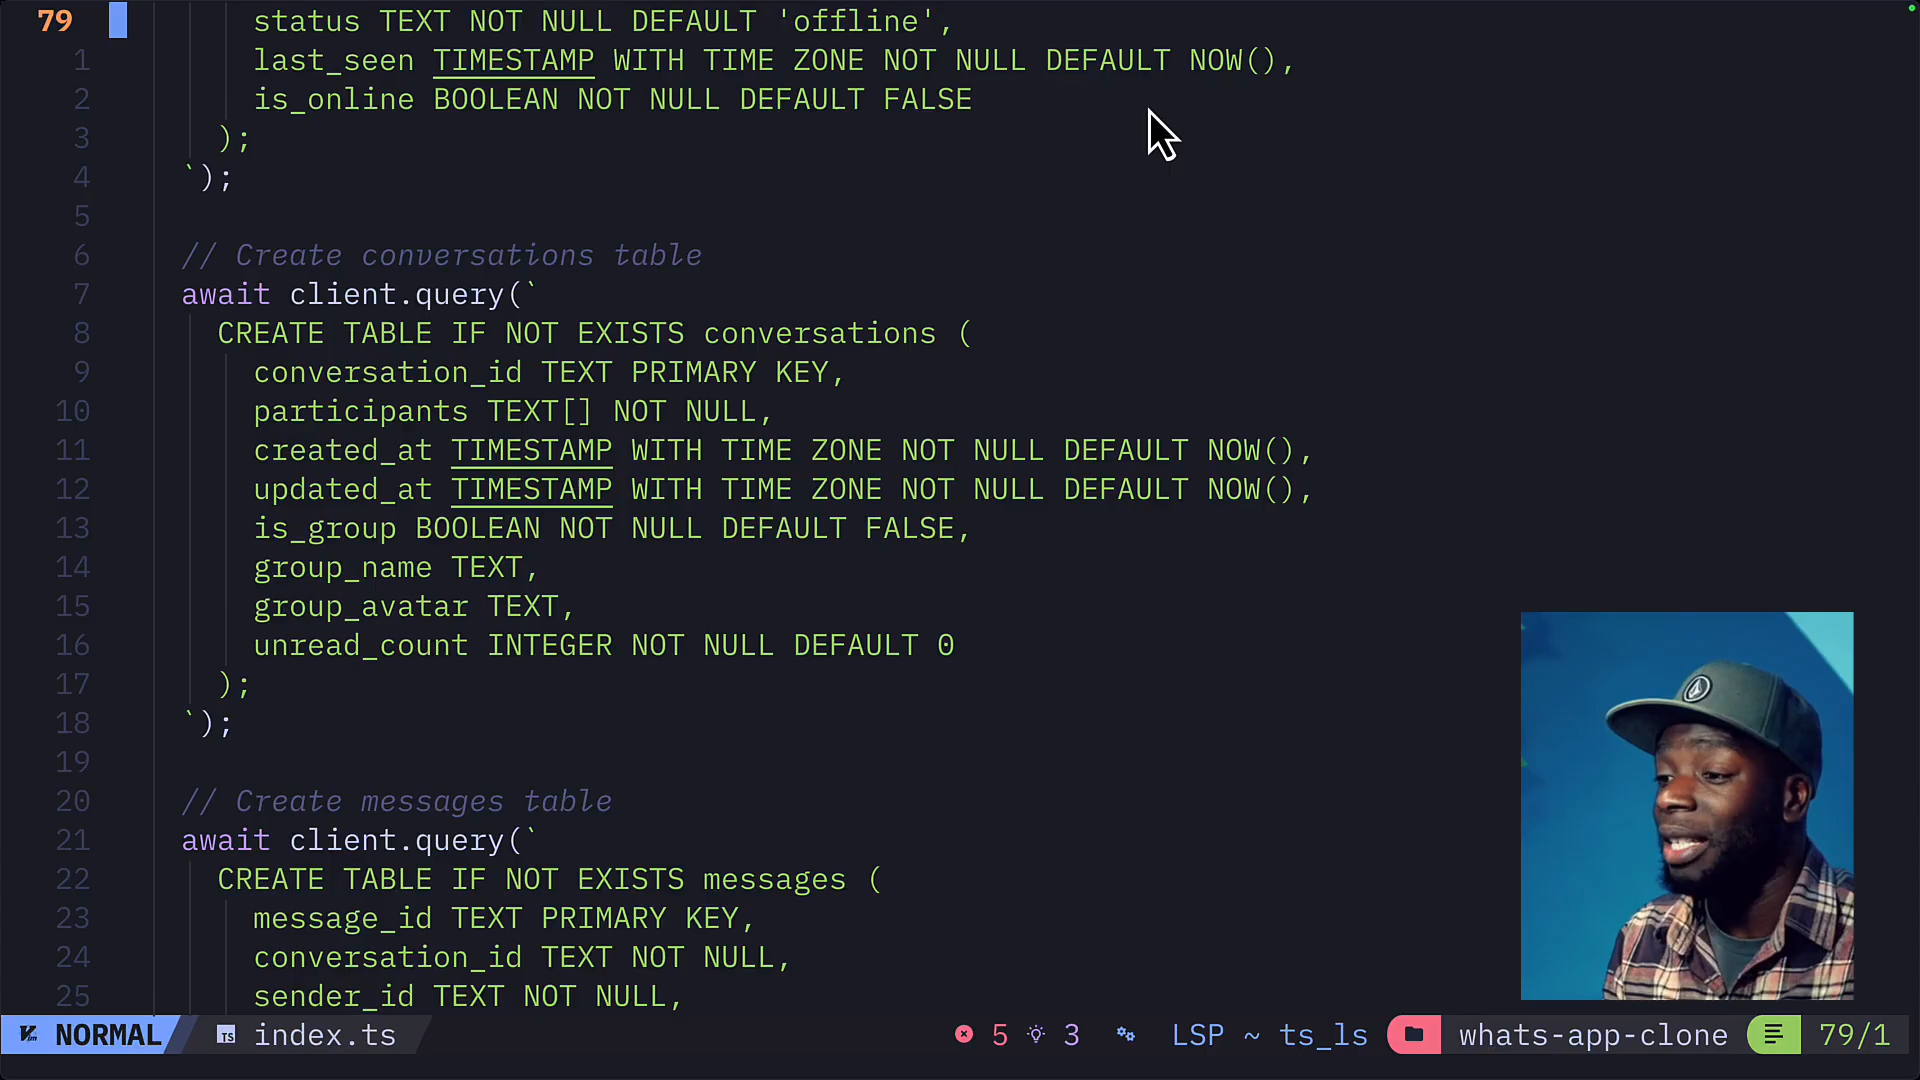 79 status TEXT NOT NULL DEFAULT 'offline',
1 last_seen TIMESTAMP WITH TIME ZONE NOT NULL DEFAULT NOW(),
2 is_online BOOLEAN NOT NULL DEFAULT FALSE
3 );
4 `);
5
6 // Create conversations table
7 await client.query(`
8 CREATE TABLE IF NOT EXISTS conversations (
9 conversation_id TEXT PRIMARY KEY,
10 participants TEXT[] NOT NULL,
11 created_at TIMESTAMP WITH TIME ZONE NOT NULL DEFAULT NOW(),
12 updated_at TIMESTAMP WITH TIME ZONE NOT NULL DEFAULT NOW(),
13 is_group BOOLEAN NOT NULL DEFAULT FALSE,
14 group_name TEXT,
15 group_avatar TEXT,
16 unread_count INTEGER NOT NULL DEFAULT 0
17 );
18 `);
19
20 // Create messages table
21 await client.query(`
22 CREATE TABLE IF NOT EXISTS messages (
23 message_id TEXT PRIMARY KEY,
24 conversation_id TEXT NOT NULL,
25 sender_id TEXT NOT NULL,
NORMAL TS index.ts 5 3 LSP ~ ts_ls whats-app-clone 79/1